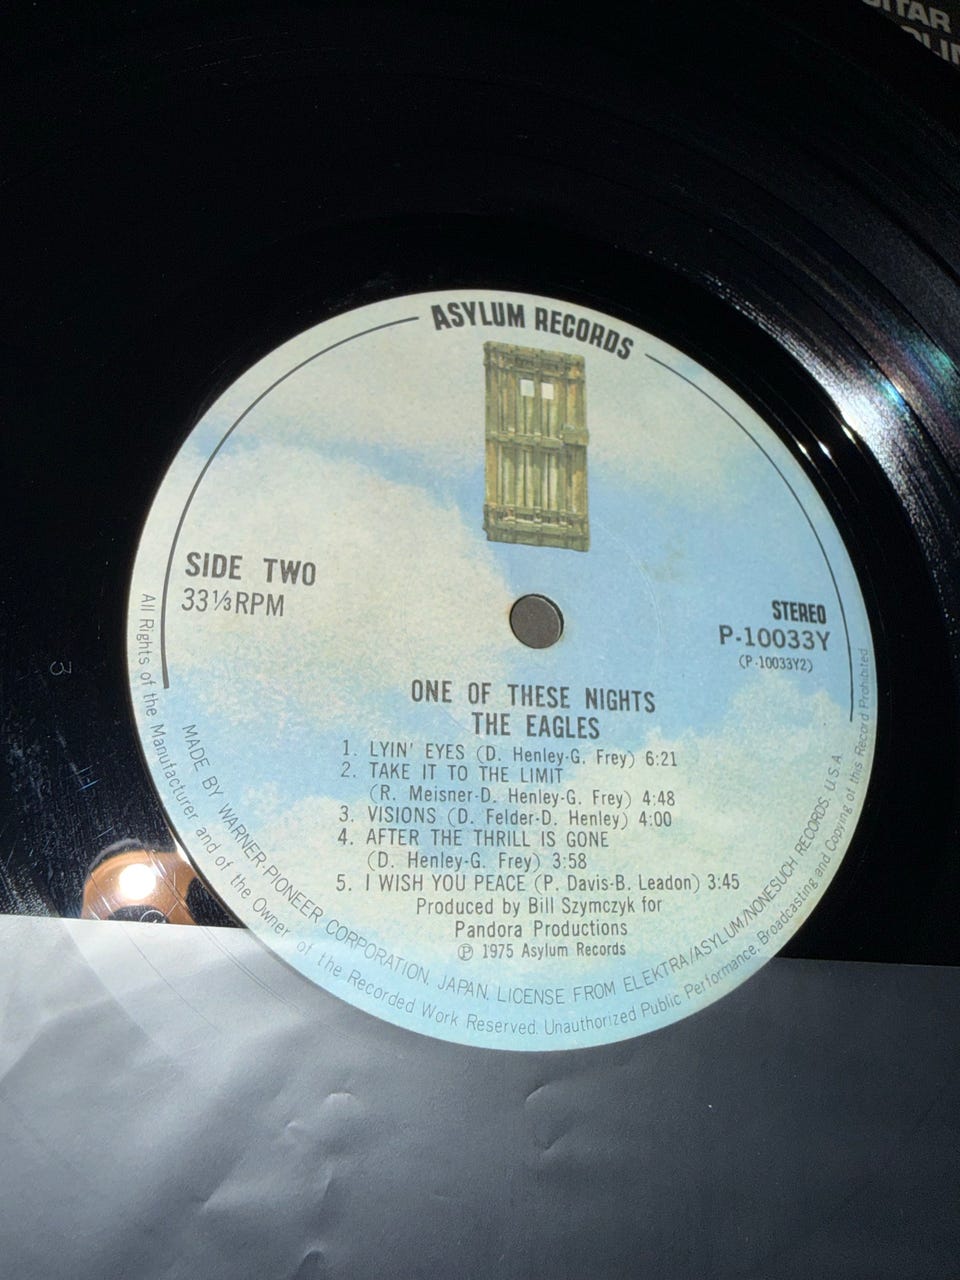 ITAR
ASYLUM RECORDS
SIDE TWO
33⅓ RPM
STEREO
P-10033Y
(P-10033Y2)
ONE OF THESE NIGHTS
THE EAGLES
1. LYIN' EYES (D. Henley-G. Frey) 6:21
2. TAKE IT TO THE LIMIT
(R. Meisner-D. Henley-G. Frey) 4:48
3. VISIONS (D. Felder-D. Henley) 4:00
4. AFTER THE THRILL IS GONE
(D. Henley-G. Frey) 3:58
5. I WISH YOU PEACE (P. Davis-B. Leadon) 3:45
Produced by Bill Szymczyk for
Pandora Productions
Ⓟ 1975 Asylum Records
MADE BY WARNER-PIONEER CORPORATION, JAPAN, LICENSE FROM ELEKTRA/ASYLUM/NONESUCH RECORDS. U.S.A.
All Rights of the Manufacturer and of the Owner of the Recorded Work Reserved. Unauthorized Public Performance, Broadcasting and Copying of this Record Prohibited
3